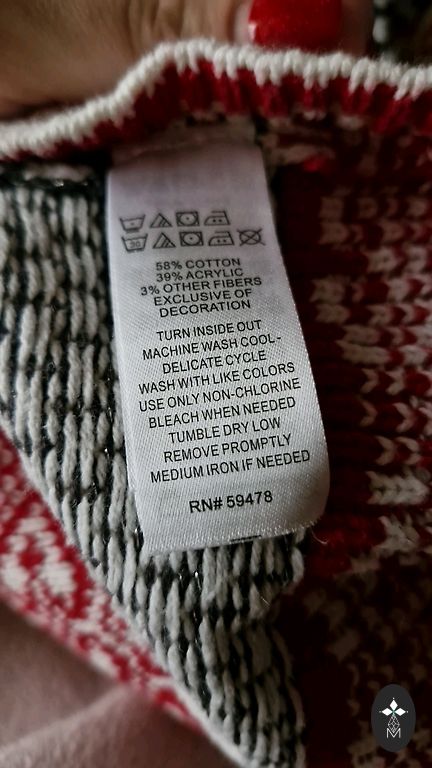 30
58% COTTON
39% ACRYLIC
3% OTHER FIBERS
EXCLUSIVE OF
DECORATION
TURN INSIDE OUT
MACHINE WASH COOL-
DELICATE CYCLE
WASH WITH LIKE COLORS
USE ONLY NON-CHLORINE
BLEACH WHEN NEEDED
TUMBLE DRY LOW
REMOVE PROMPTLY
MEDIUM IRON IF NEEDED
RN# 59478
M